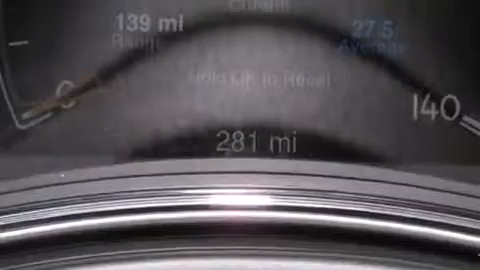 139 mi
27.5
Range
Average
Hold OK to Reset
0
140
281 mi